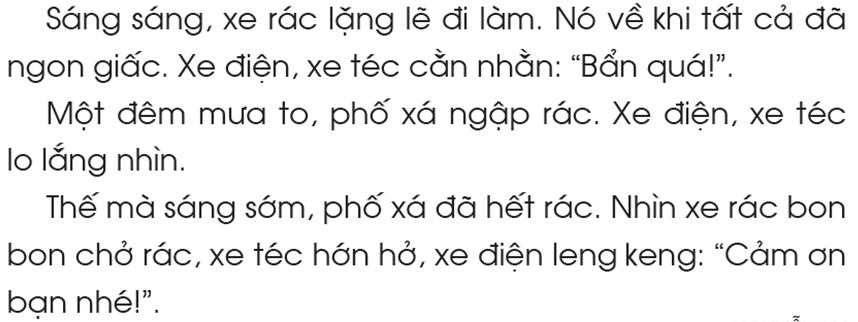 Sáng sáng, xe rác lặng lẽ đi làm. Nó về khi tất cả đã
ngon giấc. Xe điện, xe téc cằn nhằn: “Bẩn quá!”.
Một đêm mưa to, phố xá ngập rác. Xe điện, xe téc
lo lắng nhìn.
Thế mà sáng sớm, phố xá đã hết rác. Nhìn xe rác bon
bon chở rác, xe téc hớn hở, xe điện leng keng: “Cảm ơn
bạn nhé!”.